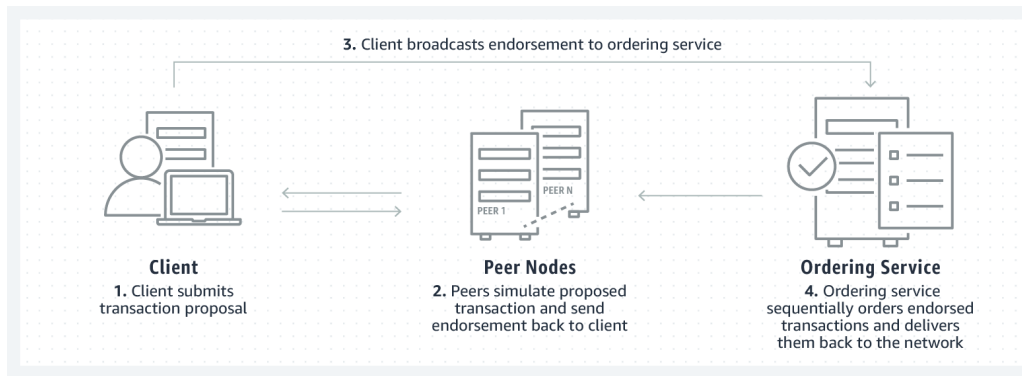 3. Client broadcasts endorsement to ordering service
PEER 1
PEER N
Client
1. Client submits
transaction proposal
Peer Nodes
2. Peers simulate proposed
transaction and send
endorsement back to client
Ordering Service
4. Ordering service
sequentially orders endorsed
transactions and delivers
them back to the network